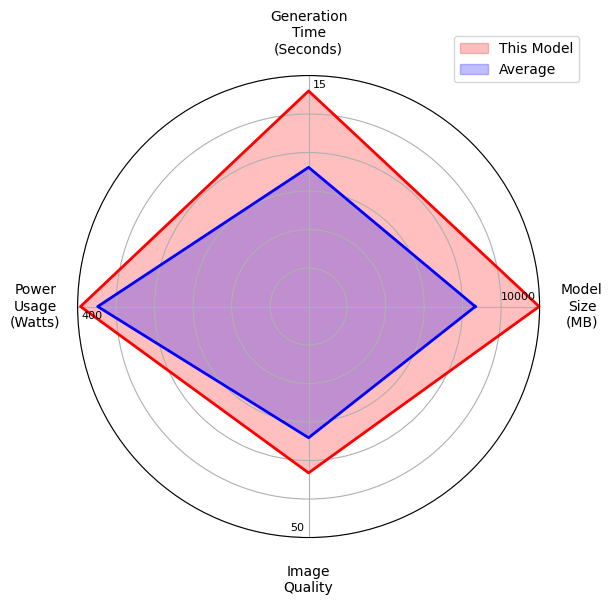 Generation
Time
(Seconds)
This Model
Average
15
Power
Usage
(Watts)
400
10000
Model
Size
(MB)
50
Image
Quality